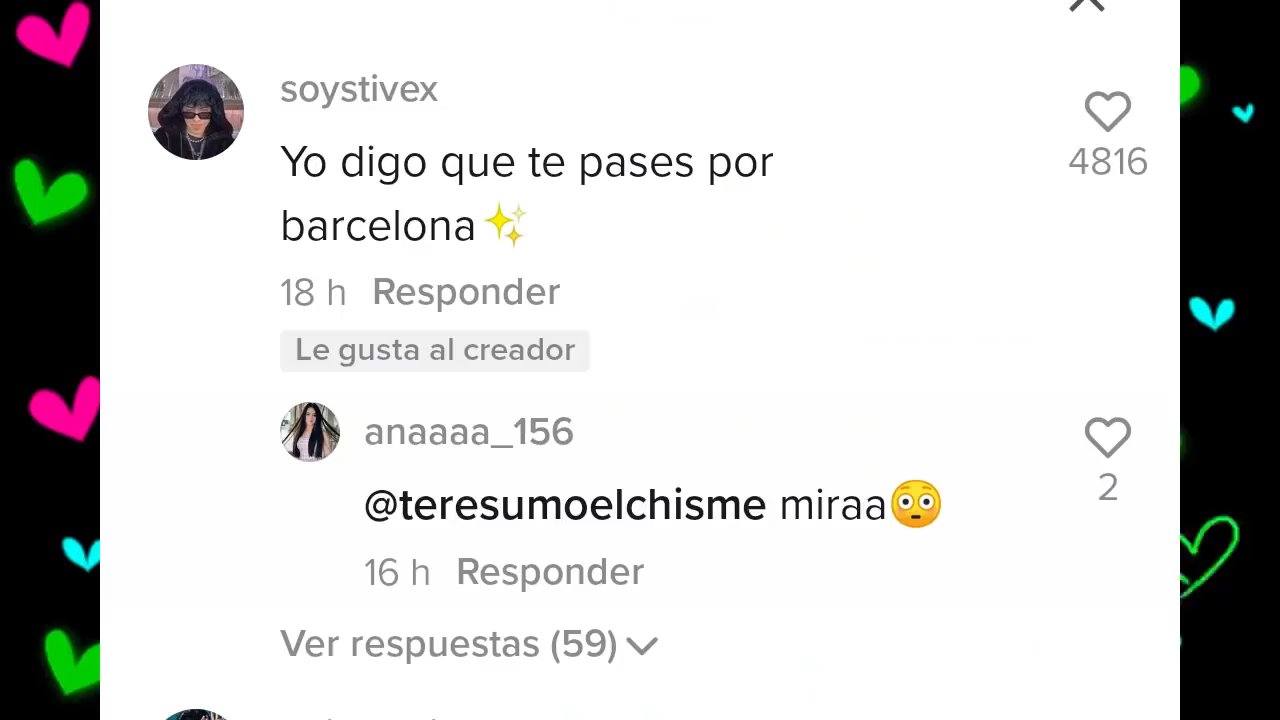 soystivex
Yo digo que te pases por
barcelona✨
4816
18 h Responder
Le gusta al creador
anaaaa_156
@teresumoelchisme miraa😳
2
16 h Responder
Ver respuestas (59)